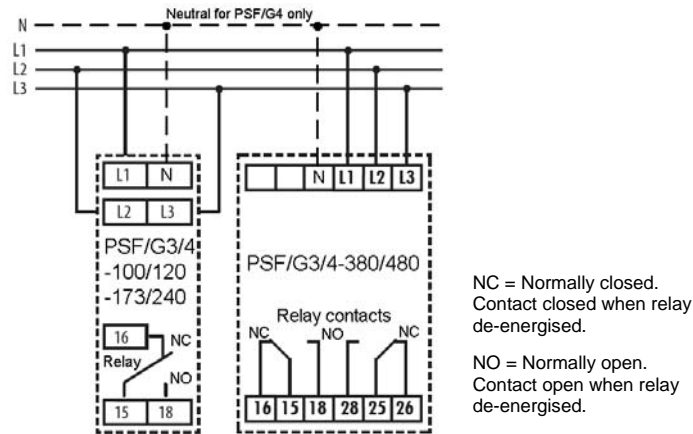 Neutral for PSF/G4 only
N
L1
L2
L3
L1 N
L2 L3
PSF/G3/4
-100/120
-173/240
16
NC
Relay
NO
15 18
N L1 L2 L3
PSF/G3/4-380/480
Relay contacts
NC NO NC
16 15 18 28 25 26
NC = Normally closed.
Contact closed when relay
de-energised.
NO = Normally open.
Contact open when relay
de-energised.